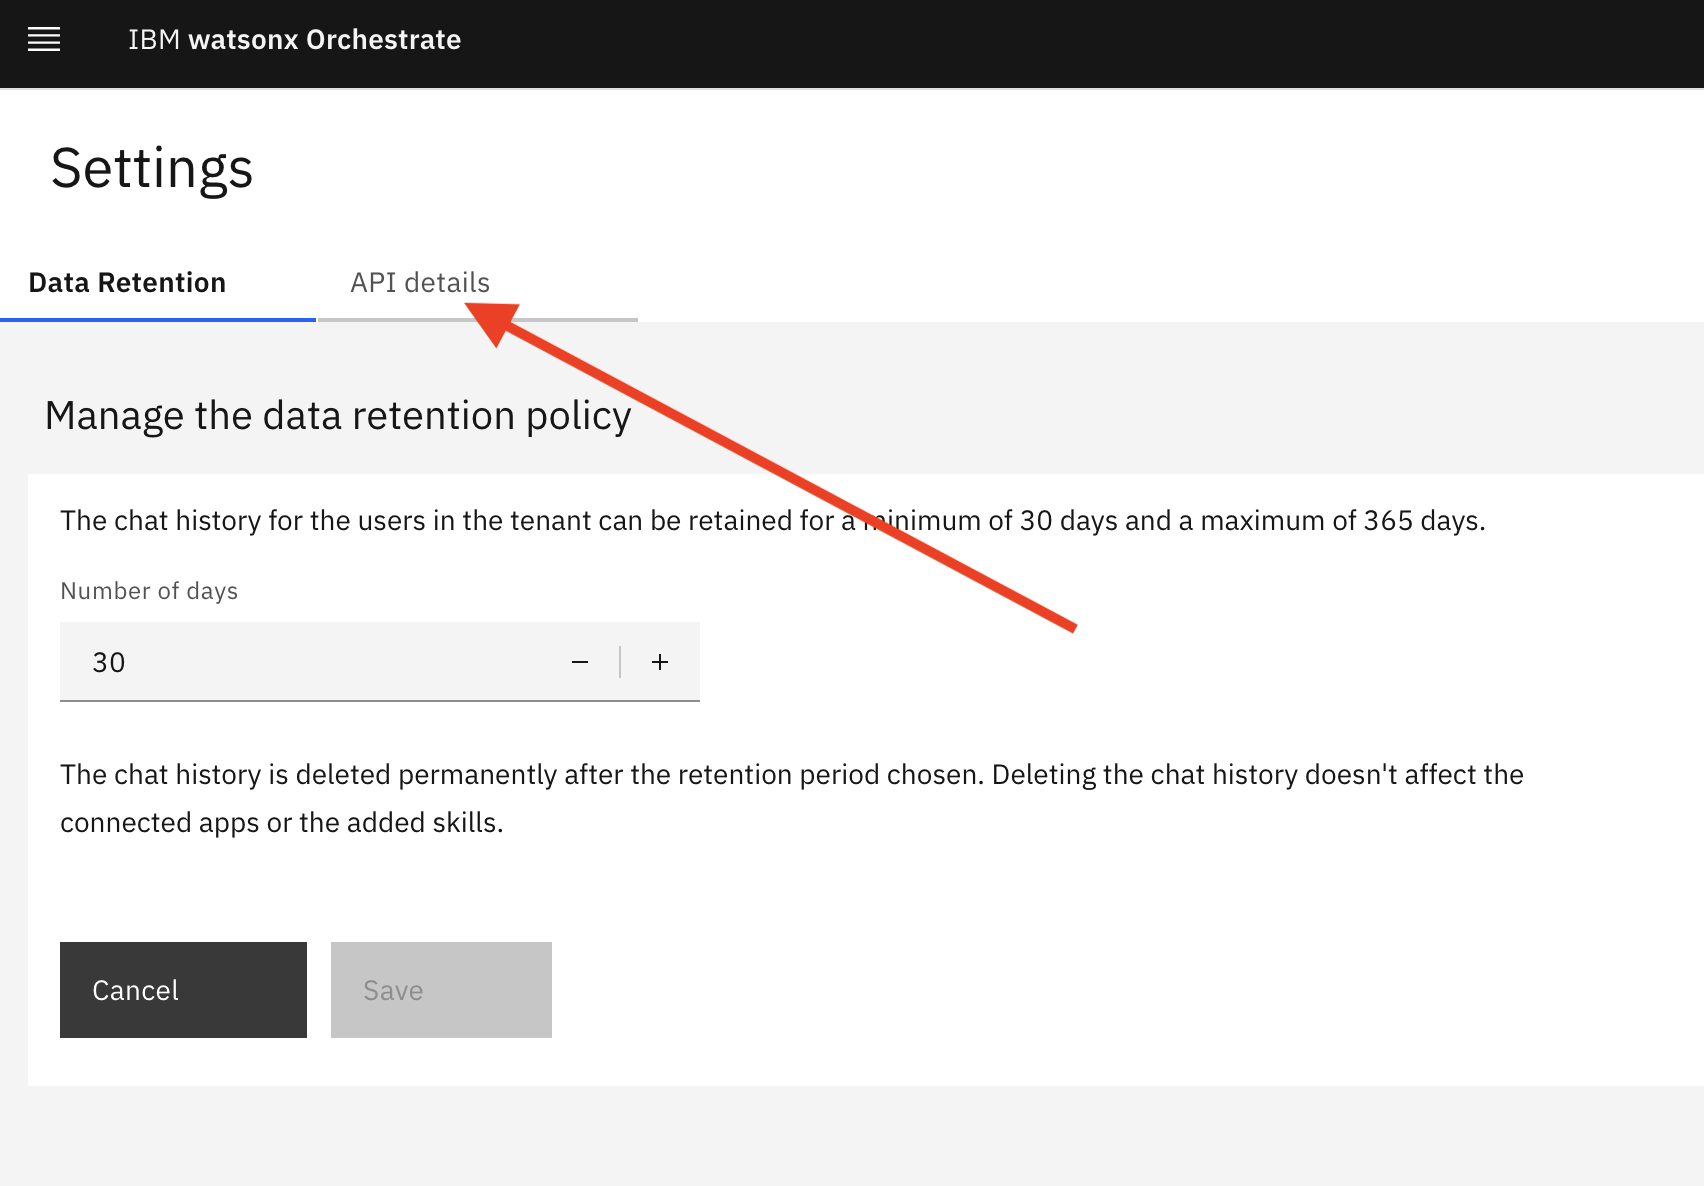 IBM watsonx Orchestrate
Settings
Data Retention
API details
Manage the data retention policy
The chat history for the users in the tenant can be retained for a minimum of 30 days and a maximum of 365 days.
Number of days
30
The chat history is deleted permanently after the retention period chosen. Deleting the chat history doesn't affect the
connected apps or the added skills.
Cancel
Save